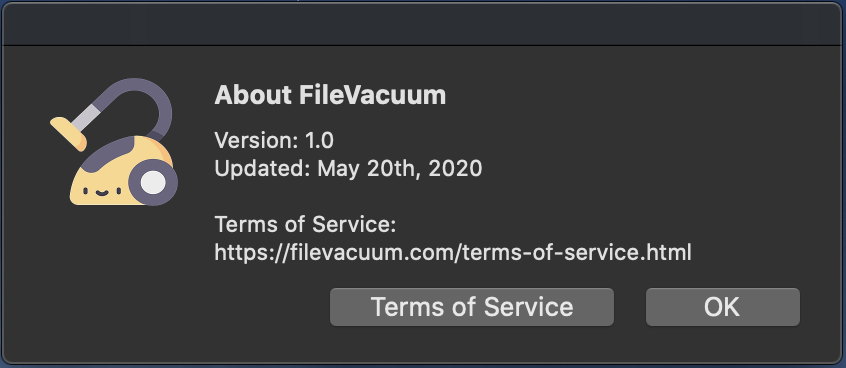 About FileVacuum
Version: 1.0
Updated: May 20th, 2020
Terms of Service:
https://filevacuum.com/terms-of-service.html
Terms of Service
OK